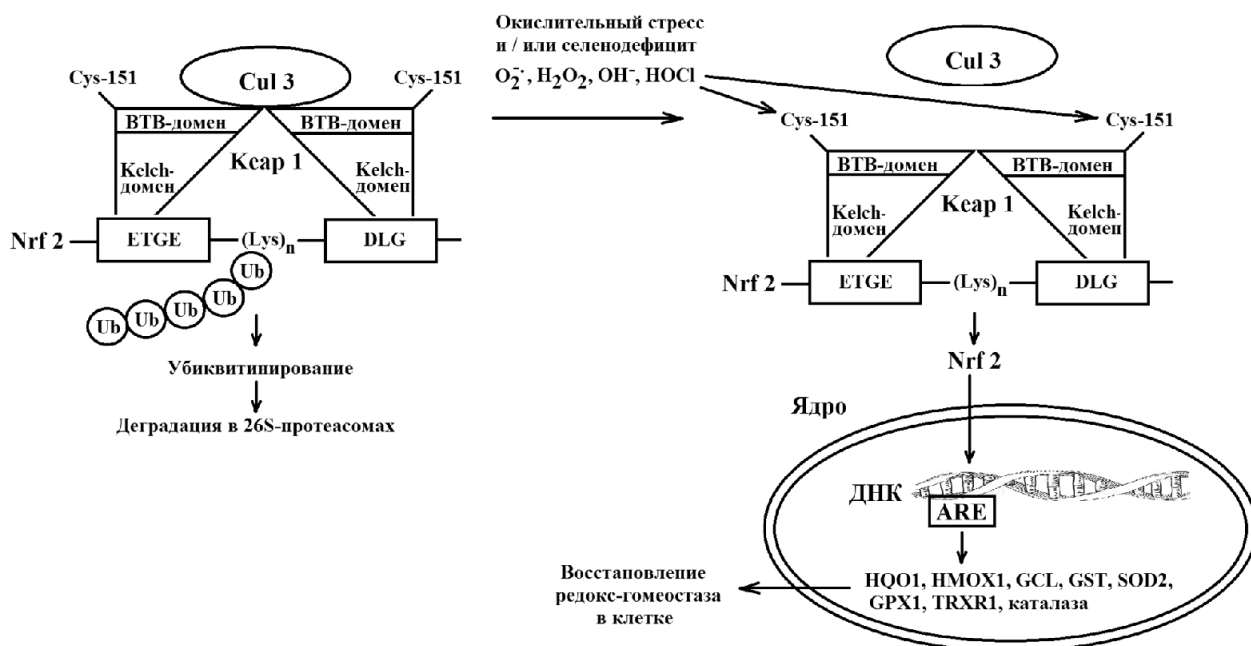 Окислительный стресс
и / или селенодефицит
O₂⁻·, H₂O₂, OH⁻, HOCl
Cys-151
Cul 3
Cys-151
BTB-домен
BTB-домен
Keap 1
Kelch-
домен
Kelch-
домен
Nrf 2
ETGE
(Lys)n
DLG
Ub
Ub
Ub
Ub
Ub
Убиквитинирование
Деградация в 26S-протеасомах
Cul 3
Cys-151
Cys-151
BTB-домен
BTB-домен
Keap 1
Kelch-
домен
Kelch-
домен
Nrf 2
ETGE
(Lys)n
DLG
Nrf 2
Ядро
ДНК
ARE
HQO1, HMOX1, GCL, GST, SOD2,
GPX1, TRXR1, каталаза
Восстановление
редокс-гомеостаза
в клетке